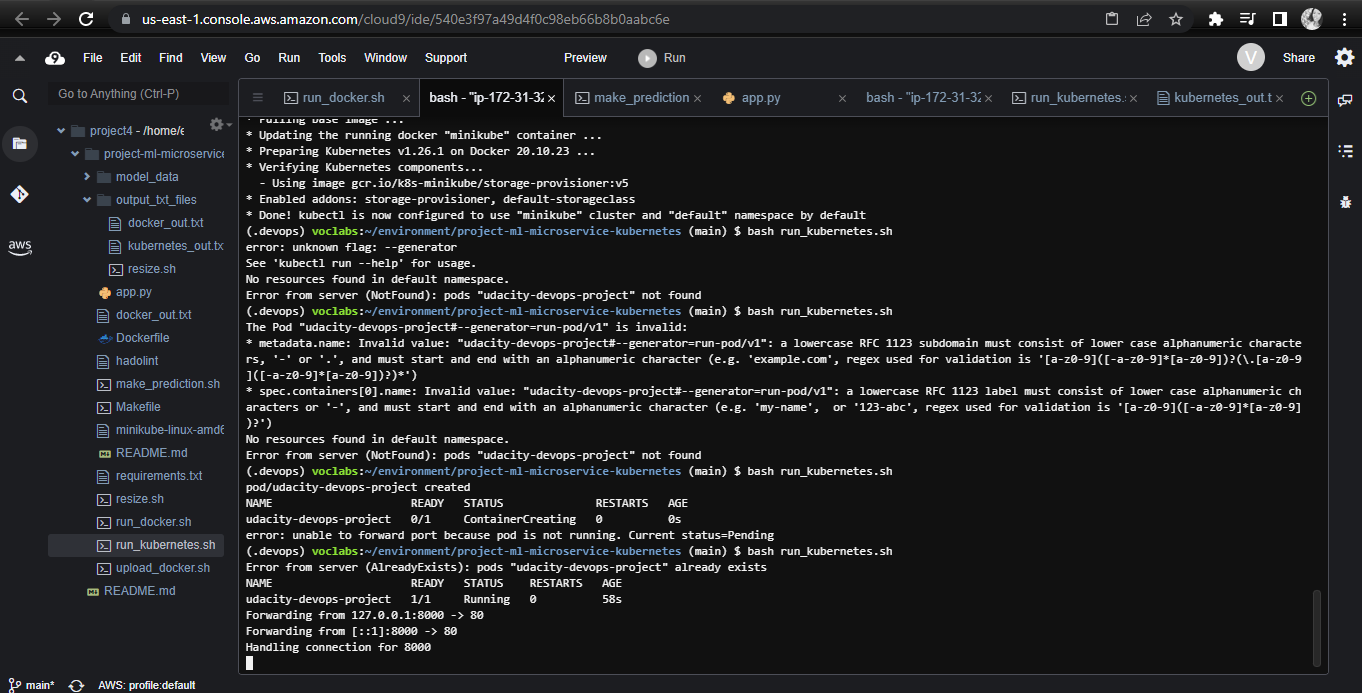 us-east-1.console.aws.amazon.com/cloud9/ide/540e3f97a49d4f0c98eb66b8b0aabc6e
9 File Edit Find View Go Run Tools Window Support Preview Run V Share
Go to Anything (Ctrl-P)
run_docker.sh
bash - "ip-172-31-32
make_prediction
app.py
bash - "ip-172-31-32
run_kubernetes.
kubernetes_out.t
project4 - /home/e
project-ml-microservice
model_data
output_txt_files
docker_out.txt
kubernetes_out.tx
resize.sh
app.py
docker_out.txt
Dockerfile
hadolint
make_prediction.sh
Makefile
minikube-linux-amd6
README.md
requirements.txt
resize.sh
run_docker.sh
run_kubernetes.sh
upload_docker.sh
README.md
aws
* Pulling base image ...
* Updating the running docker "minikube" container ...
* Preparing Kubernetes v1.26.1 on Docker 20.10.23 ...
* Verifying Kubernetes components...
- Using image gcr.io/k8s-minikube/storage-provisioner:v5
* Enabled addons: storage-provisioner, default-storageclass
* Done! kubectl is now configured to use "minikube" cluster and "default" namespace by default
(.devops) voclabs:~/environment/project-ml-microservice-kubernetes (main) $ bash run_kubernetes.sh
error: unknown flag: --generator
See 'kubectl run --help' for usage.
No resources found in default namespace.
Error from server (NotFound): pods "udacity-devops-project" not found
(.devops) voclabs:~/environment/project-ml-microservice-kubernetes (main) $ bash run_kubernetes.sh
The Pod "udacity-devops-project#--generator=run-pod/v1" is invalid:
* metadata.name: Invalid value: "udacity-devops-project#--generator=run-pod/v1": a lowercase RFC 1123 subdomain must consist of lower case alphanumeric characte
rs, '-' or '.', and must start and end with an alphanumeric character (e.g. 'example.com', regex used for validation is '[a-z0-9]([-a-z0-9]*[a-z0-9])?(\.[a-z0-9
]([-a-z0-9]*[a-z0-9])?)*')
* spec.containers[0].name: Invalid value: "udacity-devops-project#--generator=run-pod/v1": a lowercase RFC 1123 label must consist of lower case alphanumeric ch
aracters or '-', and must start and end with an alphanumeric character (e.g. 'my-name',  or '123-abc', regex used for validation is '[a-z0-9]([-a-z0-9]*[a-z0-9]
)?')
No resources found in default namespace.
Error from server (NotFound): pods "udacity-devops-project" not found
(.devops) voclabs:~/environment/project-ml-microservice-kubernetes (main) $ bash run_kubernetes.sh
pod/udacity-devops-project created
NAME READY STATUS RESTARTS AGE
udacity-devops-project 0/1 ContainerCreating 0 0s
error: unable to forward port because pod is not running. Current status=Pending
(.devops) voclabs:~/environment/project-ml-microservice-kubernetes (main) $ bash run_kubernetes.sh
Error from server (AlreadyExists): pods "udacity-devops-project" already exists
NAME READY STATUS RESTARTS AGE
udacity-devops-project 1/1 Running 0 58s
Forwarding from 127.0.0.1:8000 -> 80
Forwarding from [::1]:8000 -> 80
Handling connection for 8000
main* AWS: profile:default